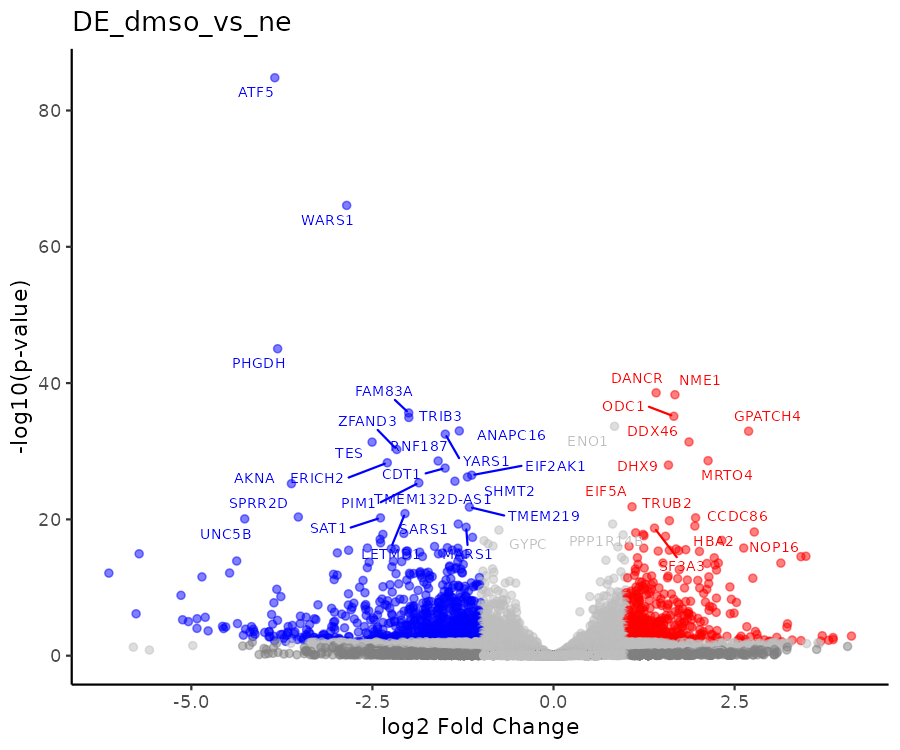 DE_dmso_vs_ne
80
60
40
20
0
-log10(p-value)
ATF5
WARS1
PHGDH
FAM83A
DANCR
NME1
ODC1
ZFAND3
TRIB3
GPATCH4
DDX46
ANAPC16
ENO1
RNF187
TES
YARS1
EIF2AK1
DHX9
MRTO4
AKNA
ERICH2
CDT1
SHMT2
EIF5A
SPRR2D
PIM1
TMEM132D-AS1
TRUB2
TMEM219
CCDC86
UNC5B
SAT1
SARS1
GYPC
HBA2
NOP16
LETMD1
MARS1
SF3A3
-5.0
-2.5
0.0
2.5
log2 Fold Change